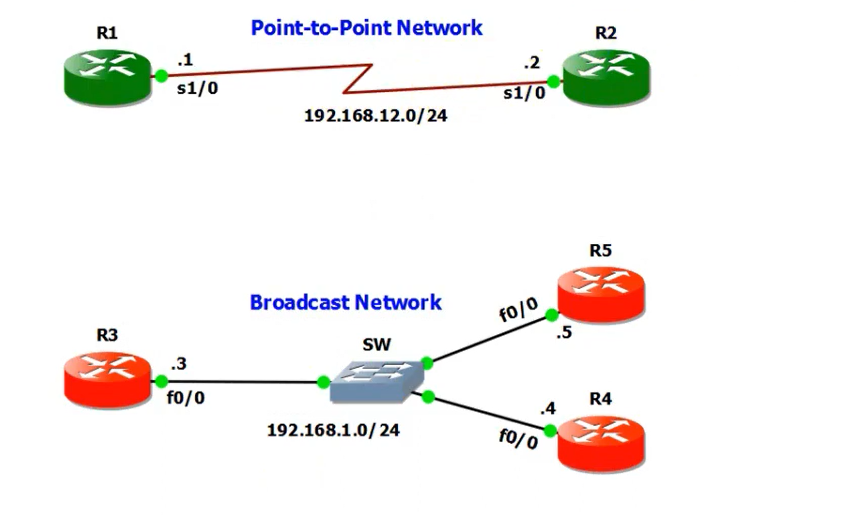 Point-to-Point Network
R1
R2
.1
.2
s1/0
s1/0
192.168.12.0/24
R5
Broadcast Network
f0/0
.5
R3
SW
.3
f0/0
R4
.4
f0/0
192.168.1.0/24